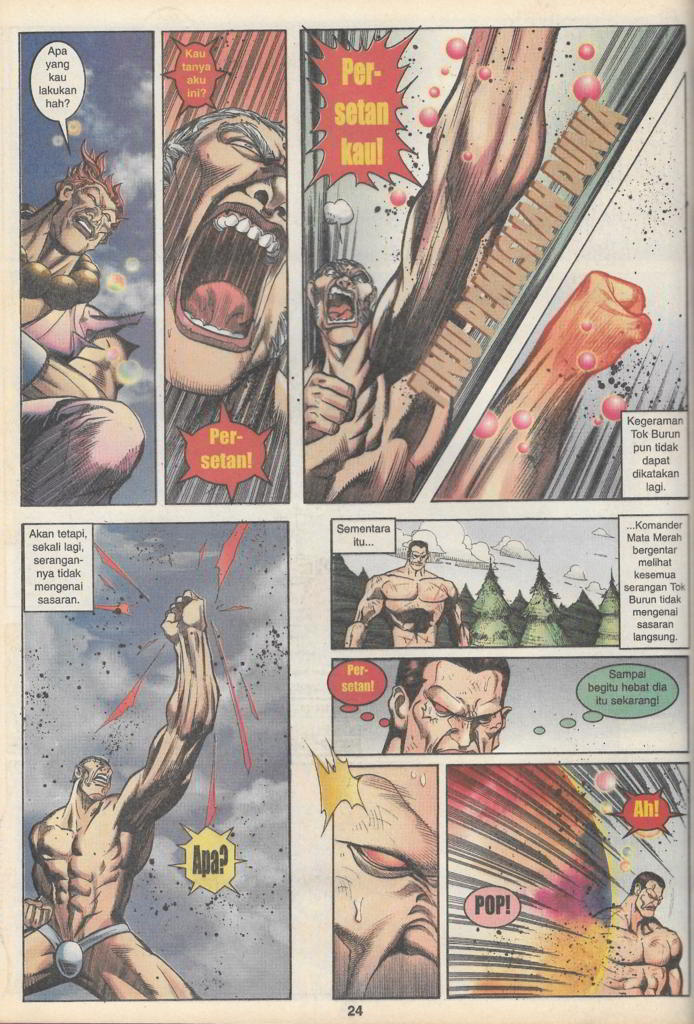 Apa
yang
kau
lakukan
hah?
Kau
tanya
aku
ini?
Per-
setan!
Per-
setan
kau!
TINJU PEMUSNAH DUNIA
Kegeraman
Tok Burun
pun tidak
dapat
dikatakan
lagi.
Akan tetapi,
sekali lagi,
serangan-
nya tidak
mengenai
sasaran.
Apa?
Sementara
itu...
...Komander
Mata Merah
bergentar
melihat
kesemua
serangan Tok
Burun tidak
mengenai
sasaran
langsung.
Per-
setan!
Sampai
begitu hebat dia
itu sekarang!
Ah!
POP!
24